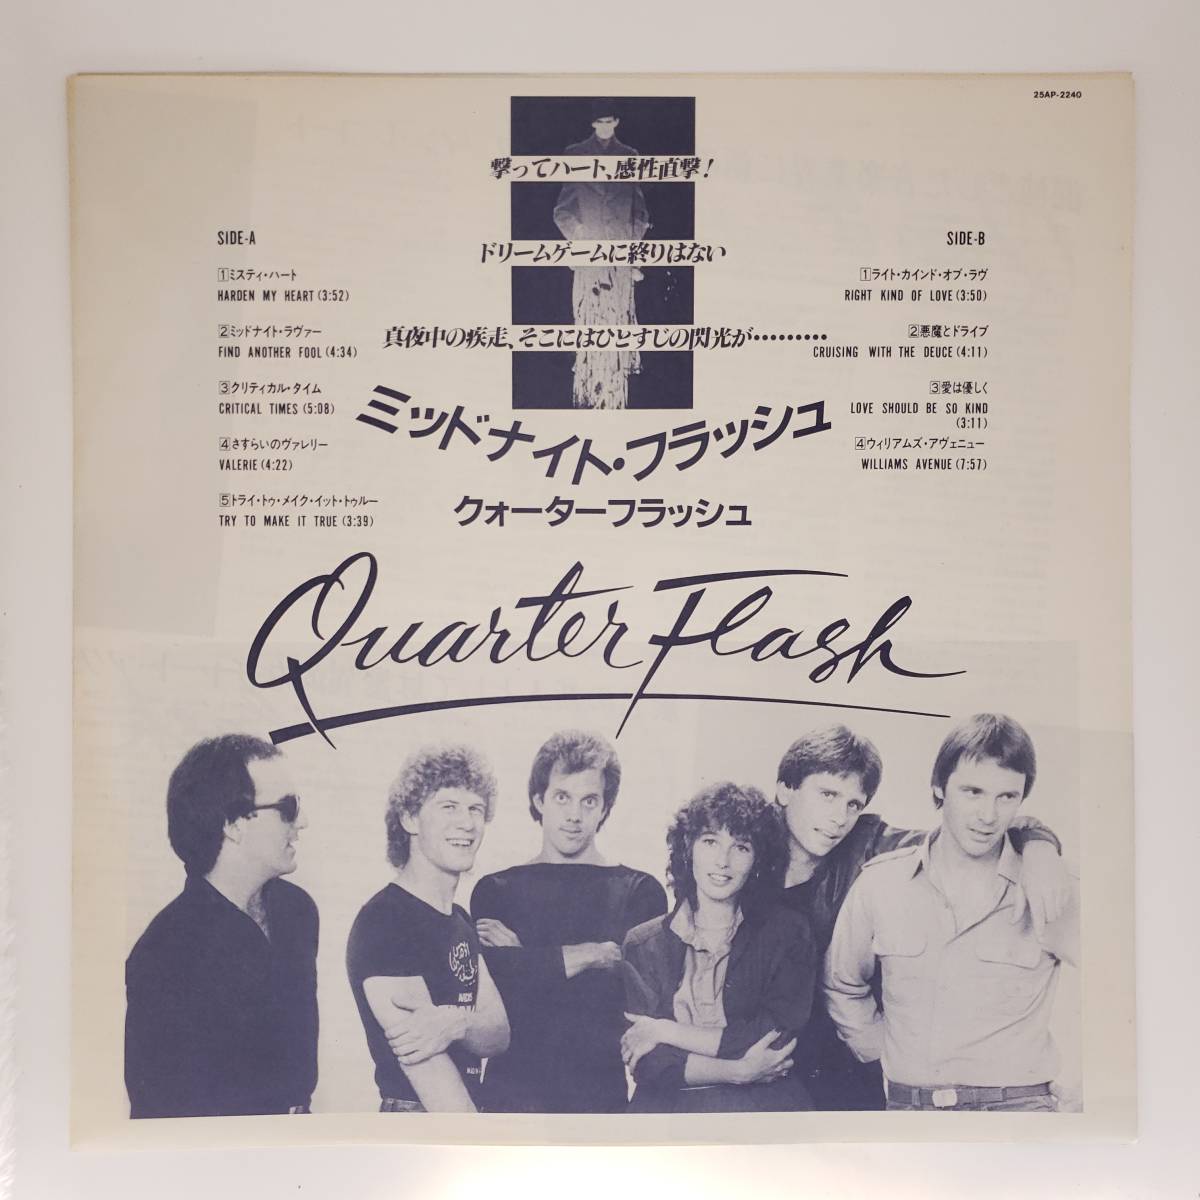 25AP-2240
撃ってハート、感性直撃！
ドリームゲームに終りはない
真夜中の疾走、そこにはひとすじの閃光が………
ミッドナイト・フラッシュ
クォーターフラッシュ
SIDE-A
1ミスティ・ハート
HARDEN MY HEART(3:52)
2ミッドナイト・ラヴァー
FIND ANOTHER FOOL(4:34)
3クリティカル・タイム
CRITICAL TIMES(5:08)
4さすらいのヴァレリー
VALERIE(4:22)
5トライ・トゥ・メイク・イット・トゥルー
TRY TO MAKE IT TRUE(3:39)
SIDE-B
1ライト・カインド・オブ・ラヴ
RIGHT KIND OF LOVE(3:50)
2悪魔とドライブ
CRUISING WITH THE DEUCE(4:11)
3愛は優しく
LOVE SHOULD BE SO KIND
(3:11)
4ウィリアムズ・アヴェニュー
WILLIAMS AVENUE(7:57)
Quarter Flash